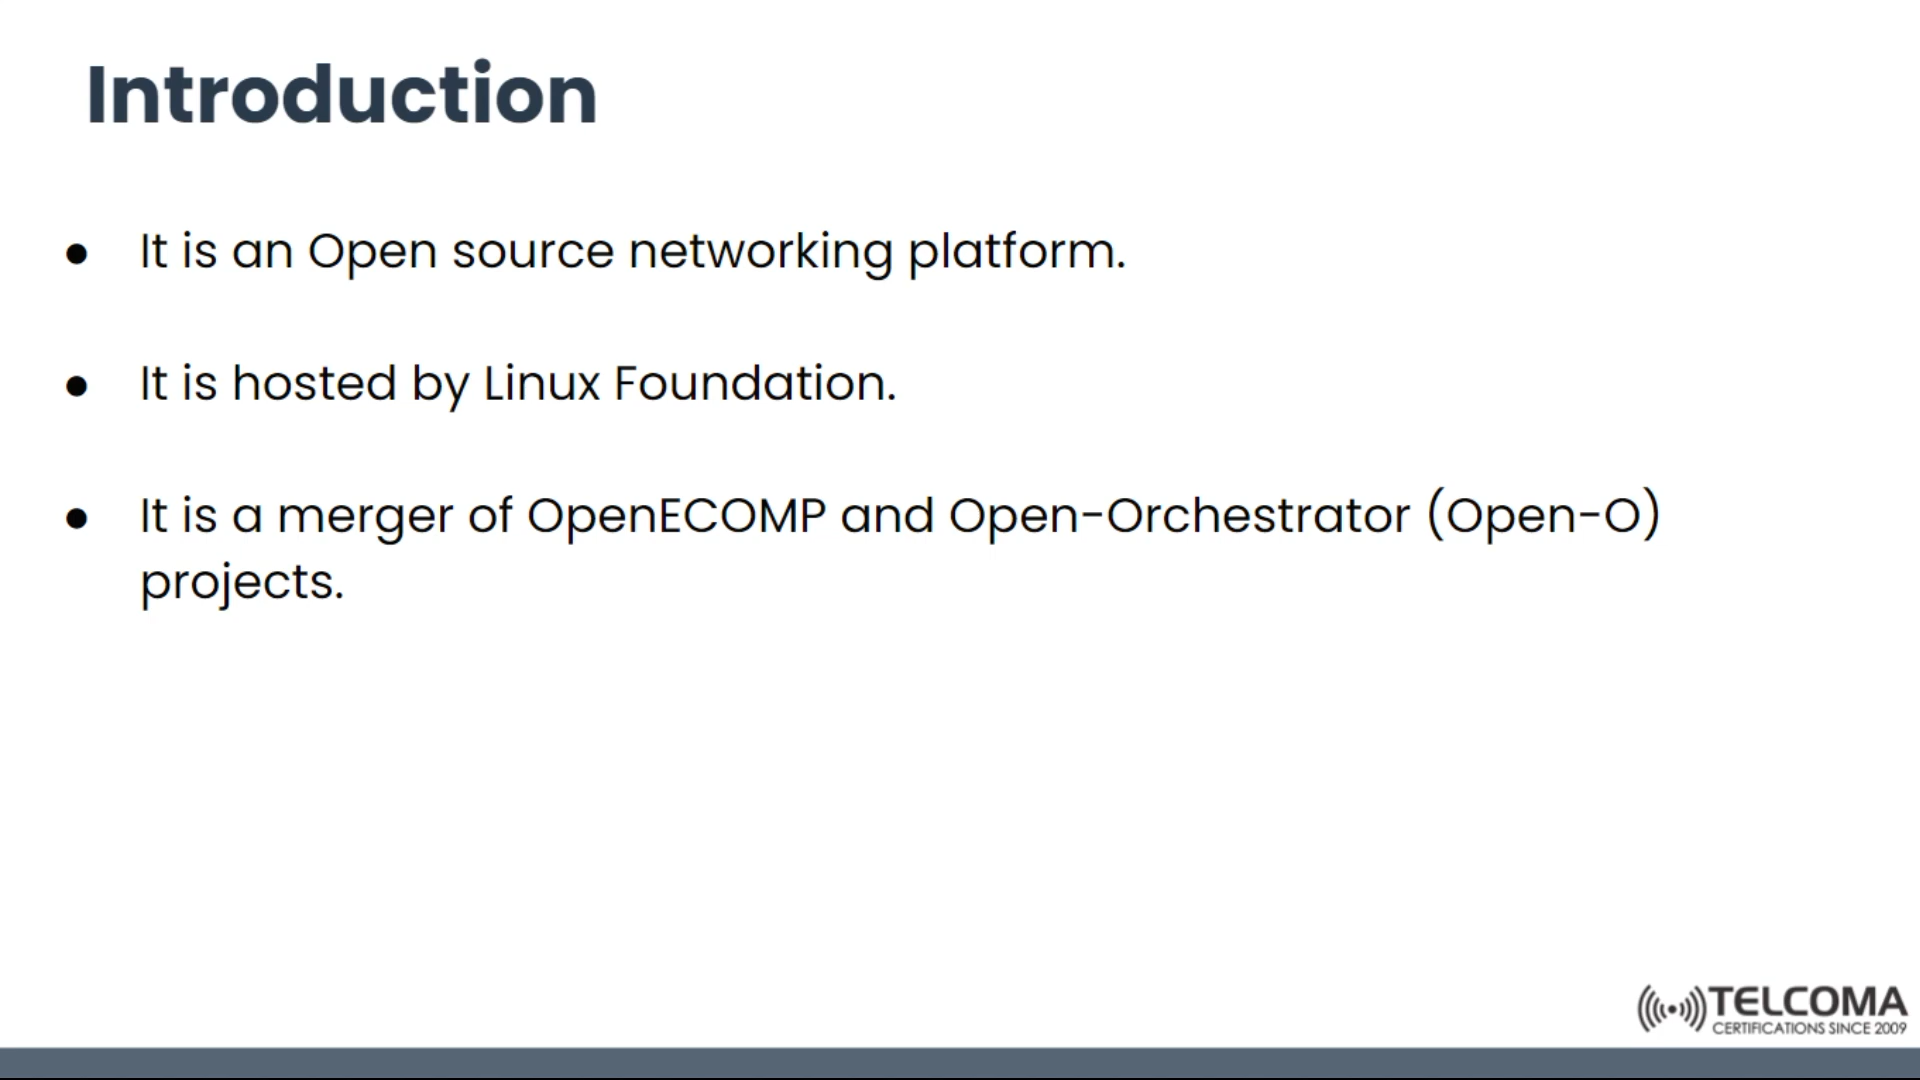 Introduction
● It is an Open source networking platform.
● It is hosted by Linux Foundation.
● It is a merger of OpenECOMP and Open-Orchestrator (Open-O)
projects.
TELCOMA
CERTIFICATIONS SINCE 2009